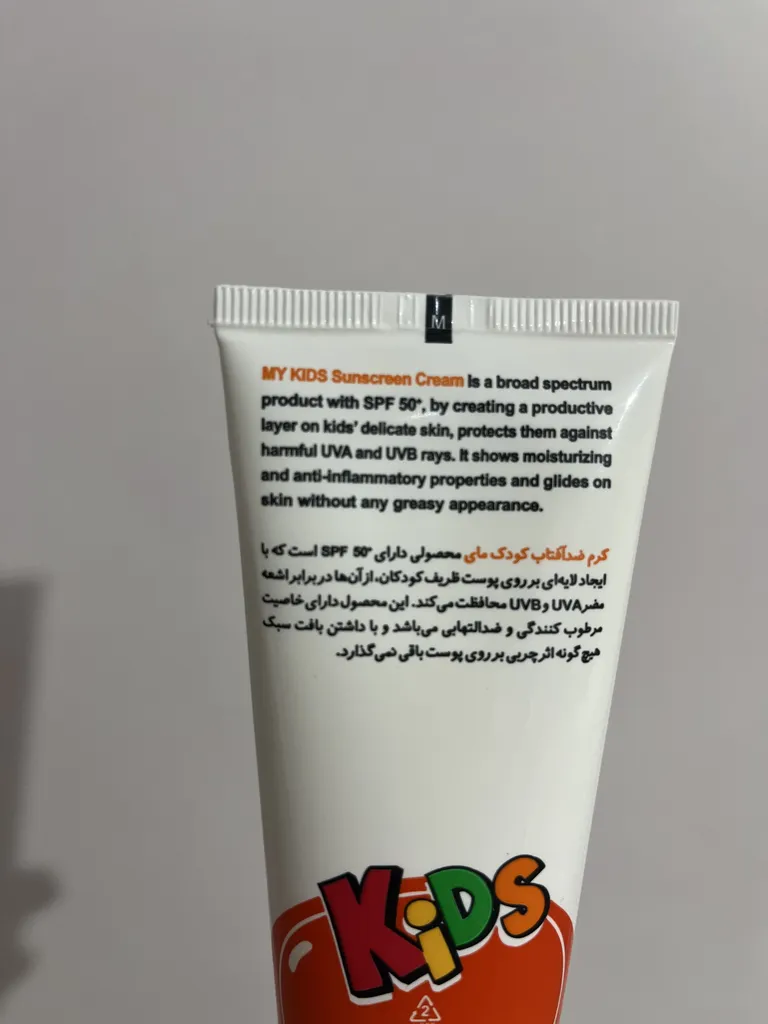 M
MY KIDS Sunscreen Cream is a broad spectrum
product with SPF 50⁺, by creating a productive
layer on kids' delicate skin, protects them against
harmful UVA and UVB rays. It shows moisturizing
and anti-inflammatory properties and glides on
skin without any greasy appearance.
کرم ضدآفتاب کودک مای محصولی دارای SPF 50⁺ است که با
ایجاد لایه‌ای بر روی پوست ظریف کودکان، از آن‌ها در برابر اشعه
مضر UVA و UVB محافظت می‌کند. این محصول دارای خاصیت
مرطوب کنندگی و ضدالتهابی می‌باشد و با داشتن بافت سبک
هیچ گونه اثر چربی بر روی پوست باقی نمی‌گذارد.
KiDS
2